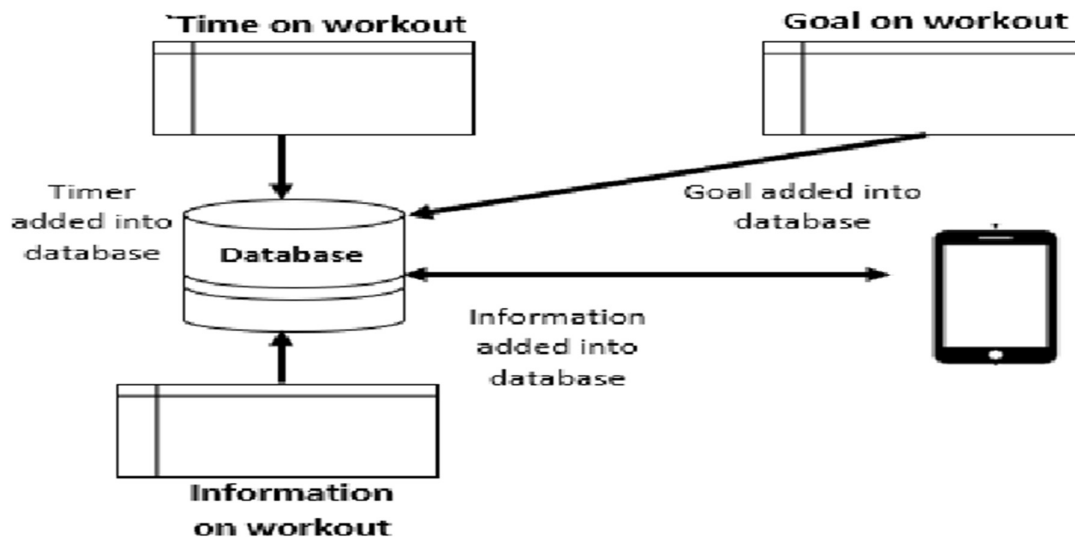 `Time on workout
Goal on workout
Timer
added into
database
Goal added into
database
Database
Information
added into
database
Information
on workout